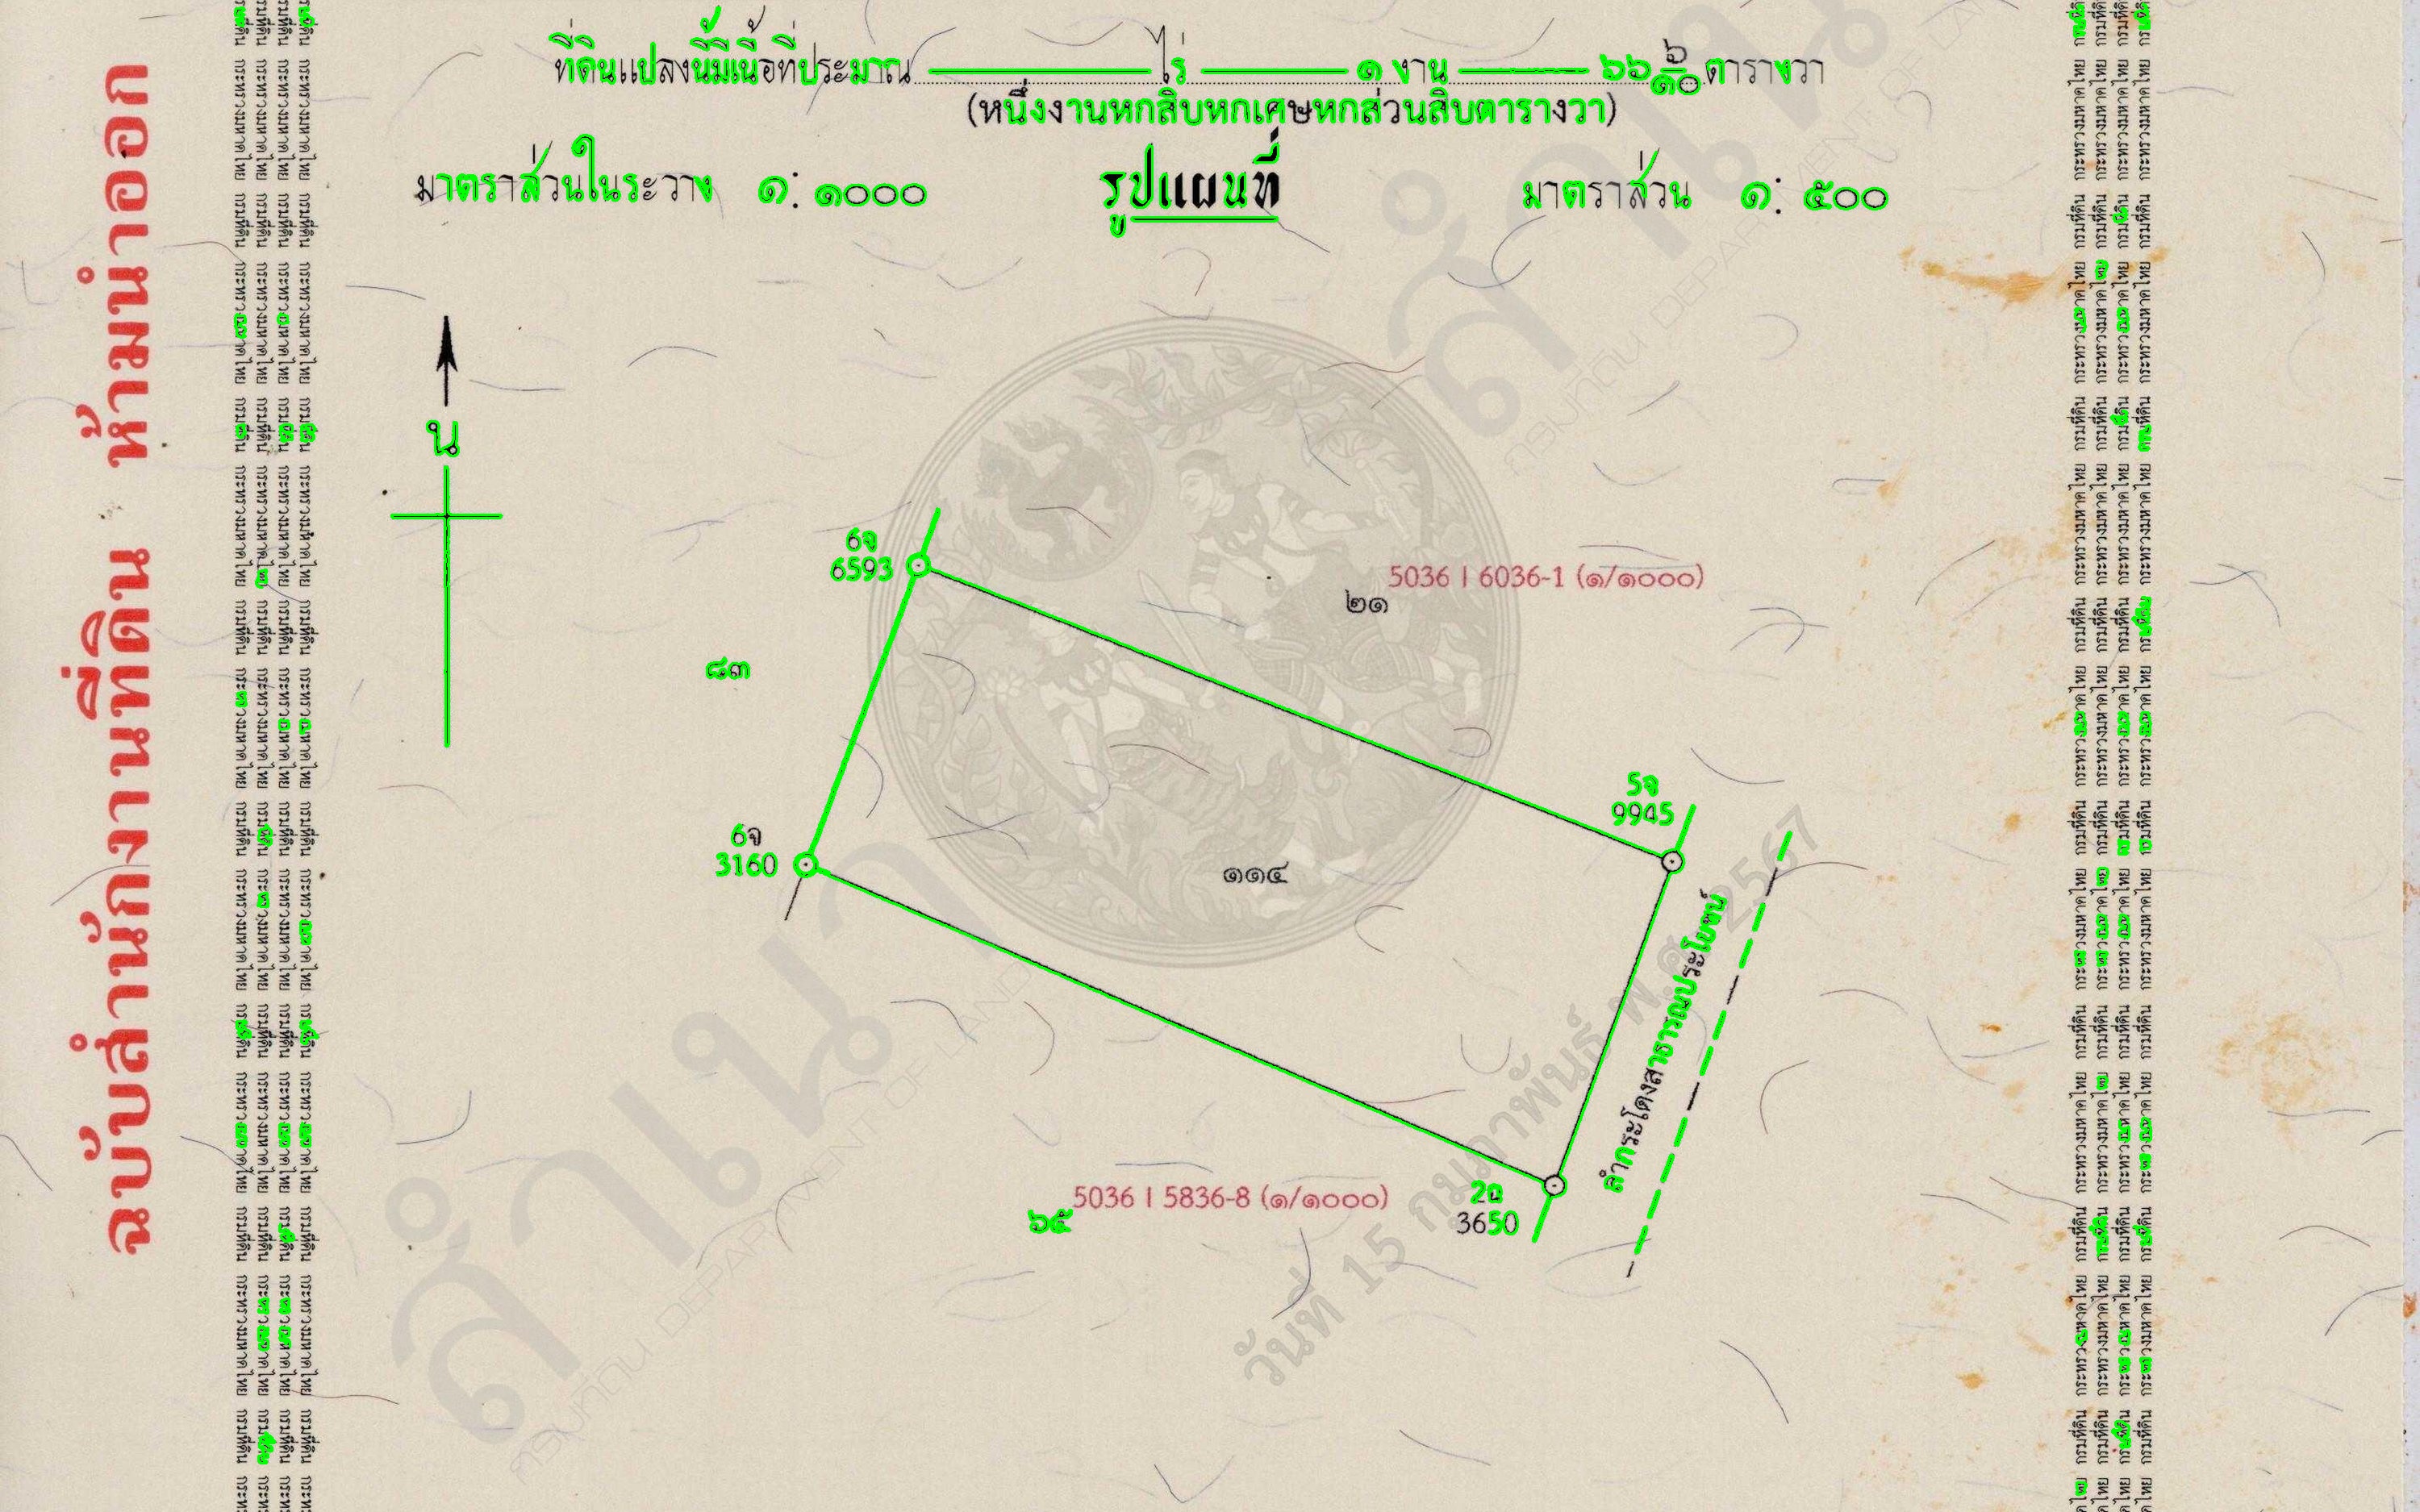 ที่ดินแปลงนี้มีเนื้อที่ประมาณ ไร่ ๑ งาน ๖๖ ๖/๑๐ ตารางวา
(หนึ่งงานหกสิบหกเศษหกส่วนสิบตารางวา)
มาตราส่วนในระวาง ๑: ๑๐๐๐
รูปแผนที่
มาตราส่วน ๑: ๕๐๐
น
6จ
6593
5036 I 6036-1 (๑/๑๐๐๐)
๒๑
๘๓
5จ
9945
6จ
3160
๑๑๔
ลำกระโดงสาธารณประโยชน์
5036 I 5836-8 (๑/๑๐๐๐)
๖๕
3650
ฉบับสำนักงานที่ดิน ห้ามนำออก
กรมที่ดิน กระทรวงมหาดไทย
สำเนา
กรมที่ดิน DEPARTMENT OF LANDS
วันที่ 15 กุมภาพันธ์ พ.ศ. 2567